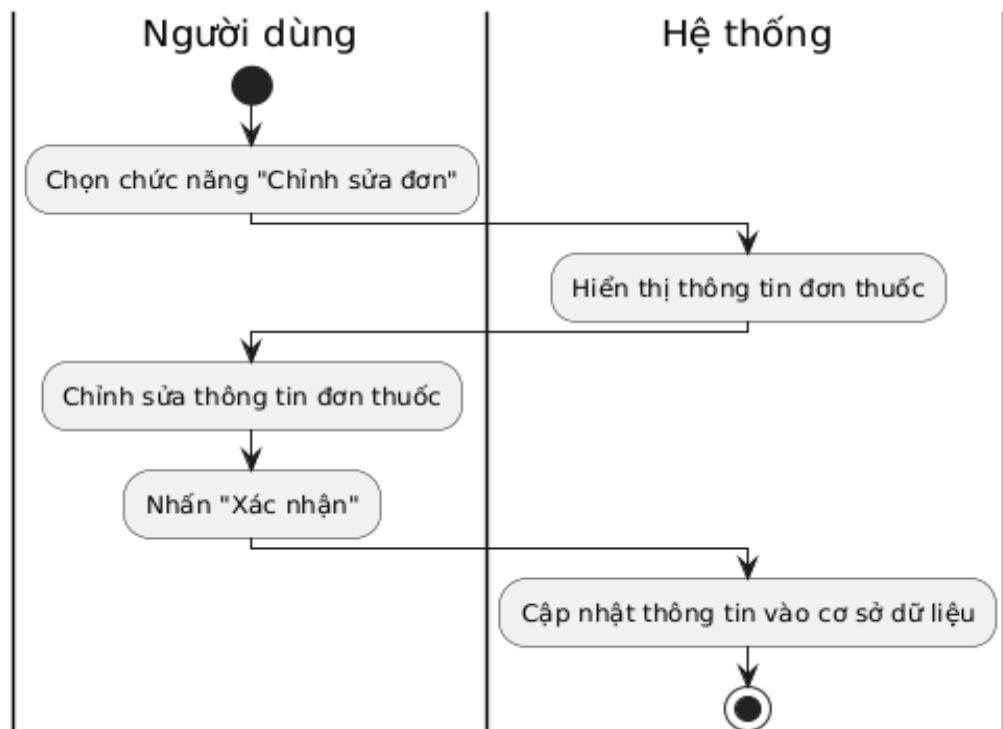 Người dùng
Hệ thống
Chọn chức năng "Chỉnh sửa đơn"
Hiển thị thông tin đơn thuốc
Chỉnh sửa thông tin đơn thuốc
Nhấn "Xác nhận"
Cập nhật thông tin vào cơ sở dữ liệu